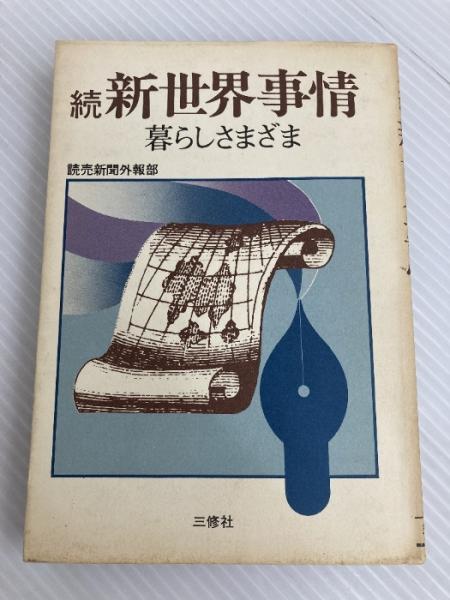 続 新世界事情
暮らしさまざま
読売新聞外報部
三修社